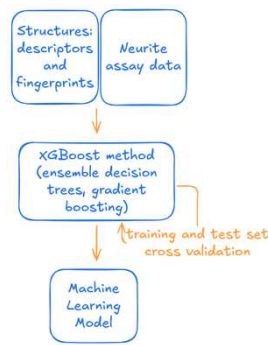 Structures:
descriptors
and
fingerprints
Neurite
assay data
XGBoost method
(ensemble decision
trees, gradient
boosting)
training and test set
cross validation
Machine
Learning
Model